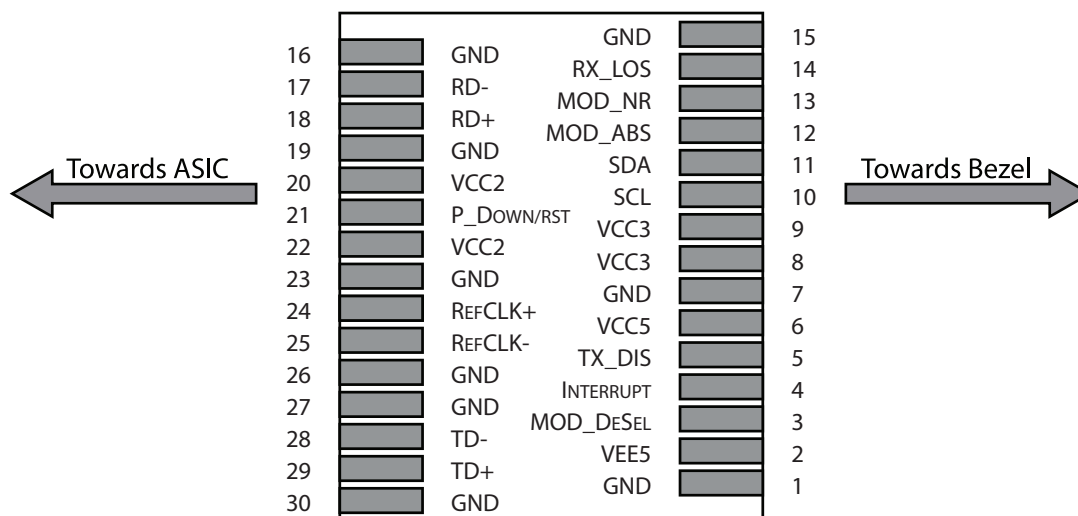 GND 15
16 GND
RX_LOS 14
17 RD-
MOD_NR 13
18 RD+
MOD_ABS 12
19 GND
Towards ASIC
SDA 11
Towards Bezel
20 VCC2
SCL 10
21 P_DOWN/RST
VCC3 9
22 VCC2
VCC3 8
23 GND
GND 7
24 REFCLK+
VCC5 6
25 REFCLK-
TX_DIS 5
26 GND
INTERRUPT 4
27 GND
MOD_DESEL 3
28 TD-
VEE5 2
29 TD+
GND 1
30 GND